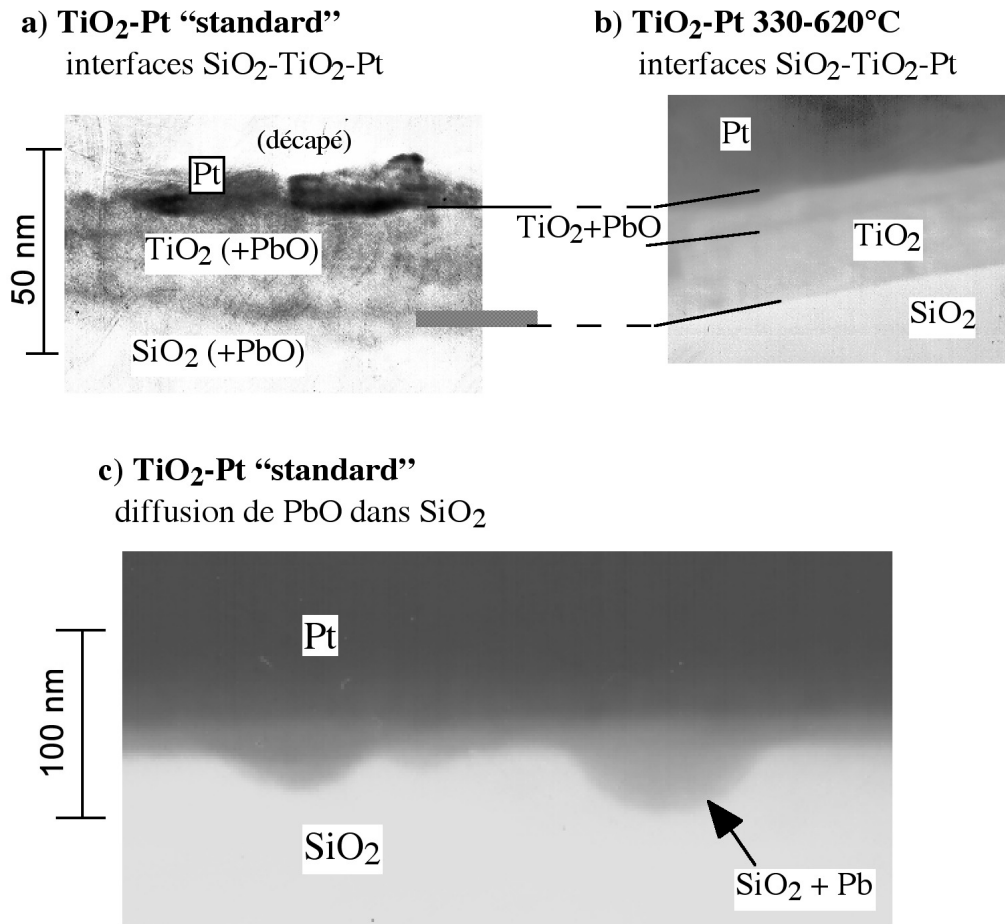 a) TiO₂-Pt “standard”
interfaces SiO₂-TiO₂-Pt
b) TiO₂-Pt 330-620°C
interfaces SiO₂-TiO₂-Pt
50 nm
(décapé)
Pt
TiO₂ (+PbO)
SiO₂ (+PbO)
TiO₂+PbO
Pt
TiO₂
SiO₂
c) TiO₂-Pt “standard”
diffusion de PbO dans SiO₂
100 nm
Pt
SiO₂
SiO₂ + Pb